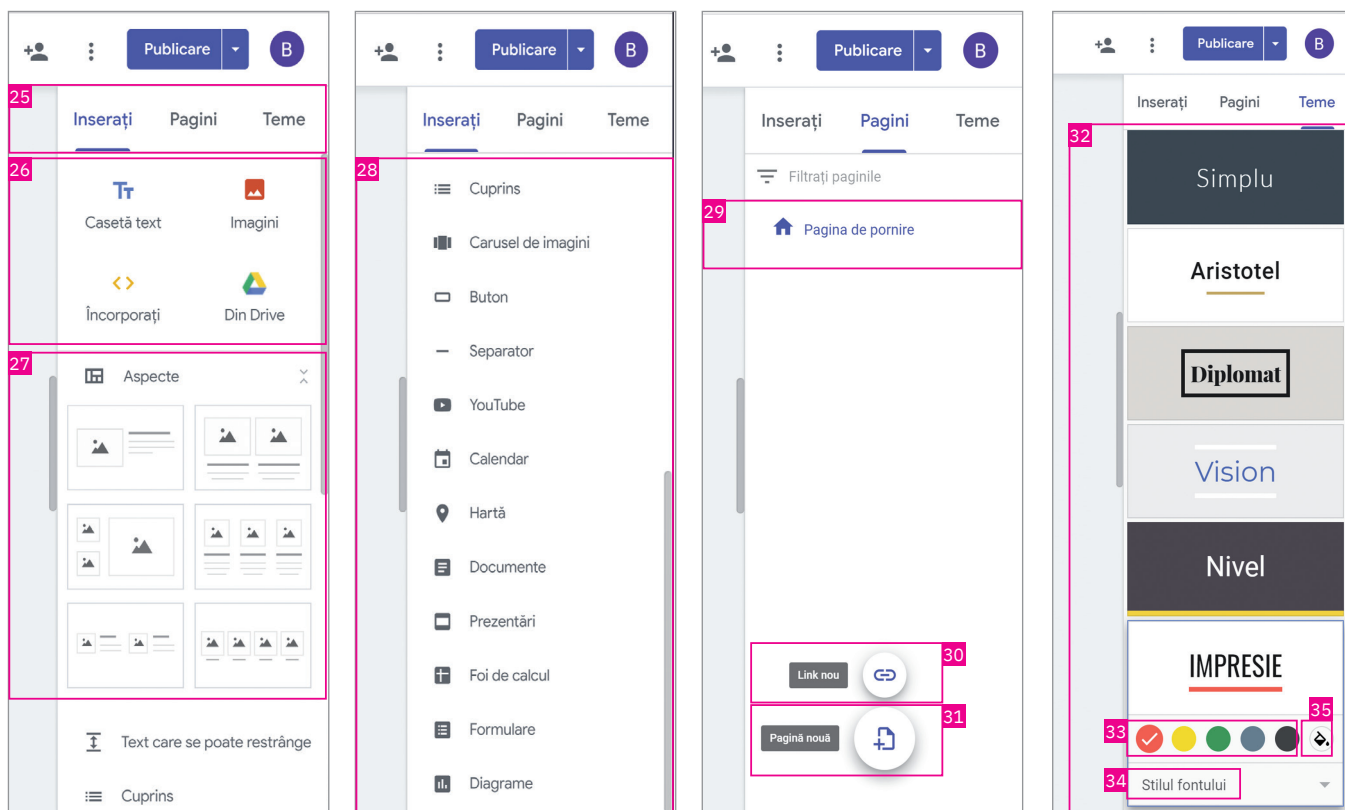 Publicare
B
25
Inserați Pagini Teme
26
Casetă text Imagini
Încorporați Din Drive
27
Aspecte
Text care se poate restrânge
Cuprins
Publicare
B
Inserați Pagini Teme
28
Cuprins
Carusel de imagini
Buton
Separator
YouTube
Calendar
Hartă
Documente
Prezentări
Foi de calcul
Formulare
Diagrame
Publicare
B
Inserați Pagini Teme
Filtrați paginile
29
Pagina de pornire
30
Link nou
31
Pagină nouă
Publicare
B
Inserați Pagini Teme
32
Simplu
Aristotel
Diplomat
Vision
Nivel
IMPRESIE
35
33
34
Stilul fontului